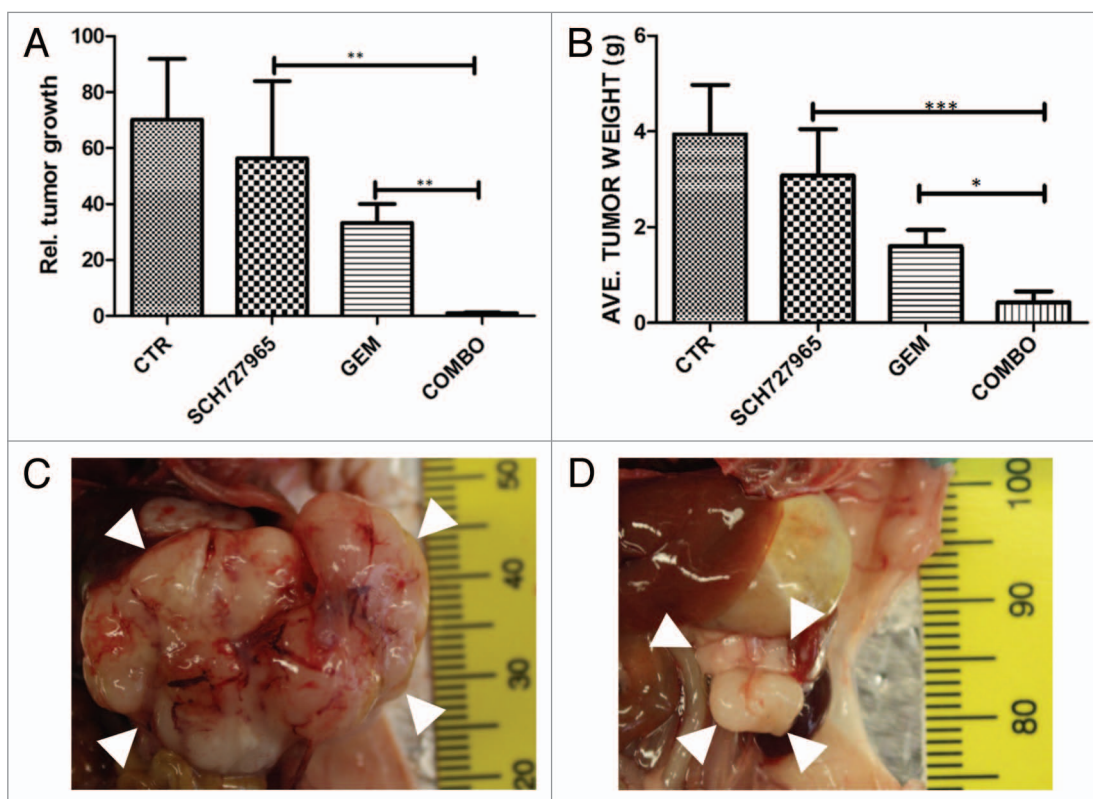 A
Rel. tumor growth
100
80
60
40
20
0
**
**
CTR
SCH727965
GEM
COMBO
B
AVE. TUMOR WEIGHT (g)
6
4
2
0
***
*
CTR
SCH727965
GEM
COMBO
C
50
40
30
20
D
100
90
80